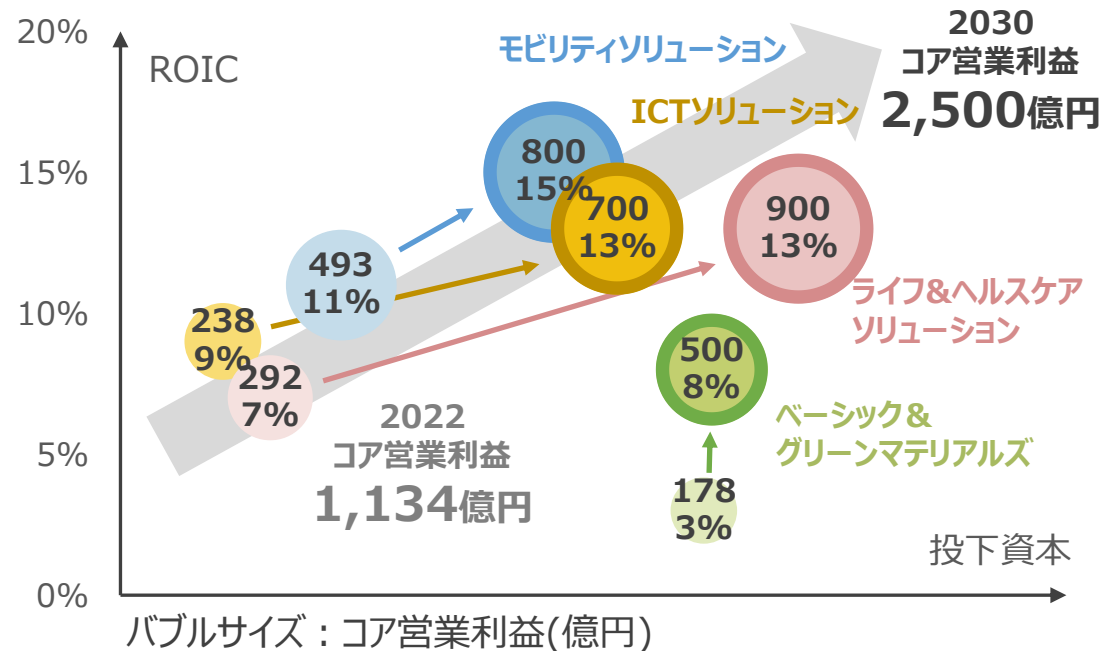 20%
15%
10%
5%
0%
ROIC
モビリティソリューション
2030
コア営業利益
2,500億円
ICTソリューション
800
15%
700
13%
900
13%
493
11%
238
9%
292
7%
ライフ&ヘルスケア
ソリューション
500
8%
2022
コア営業利益
1,134億円
ベーシック&
グリーンマテリアルズ
178
3%
投下資本
バブルサイズ：コア営業利益(億円)